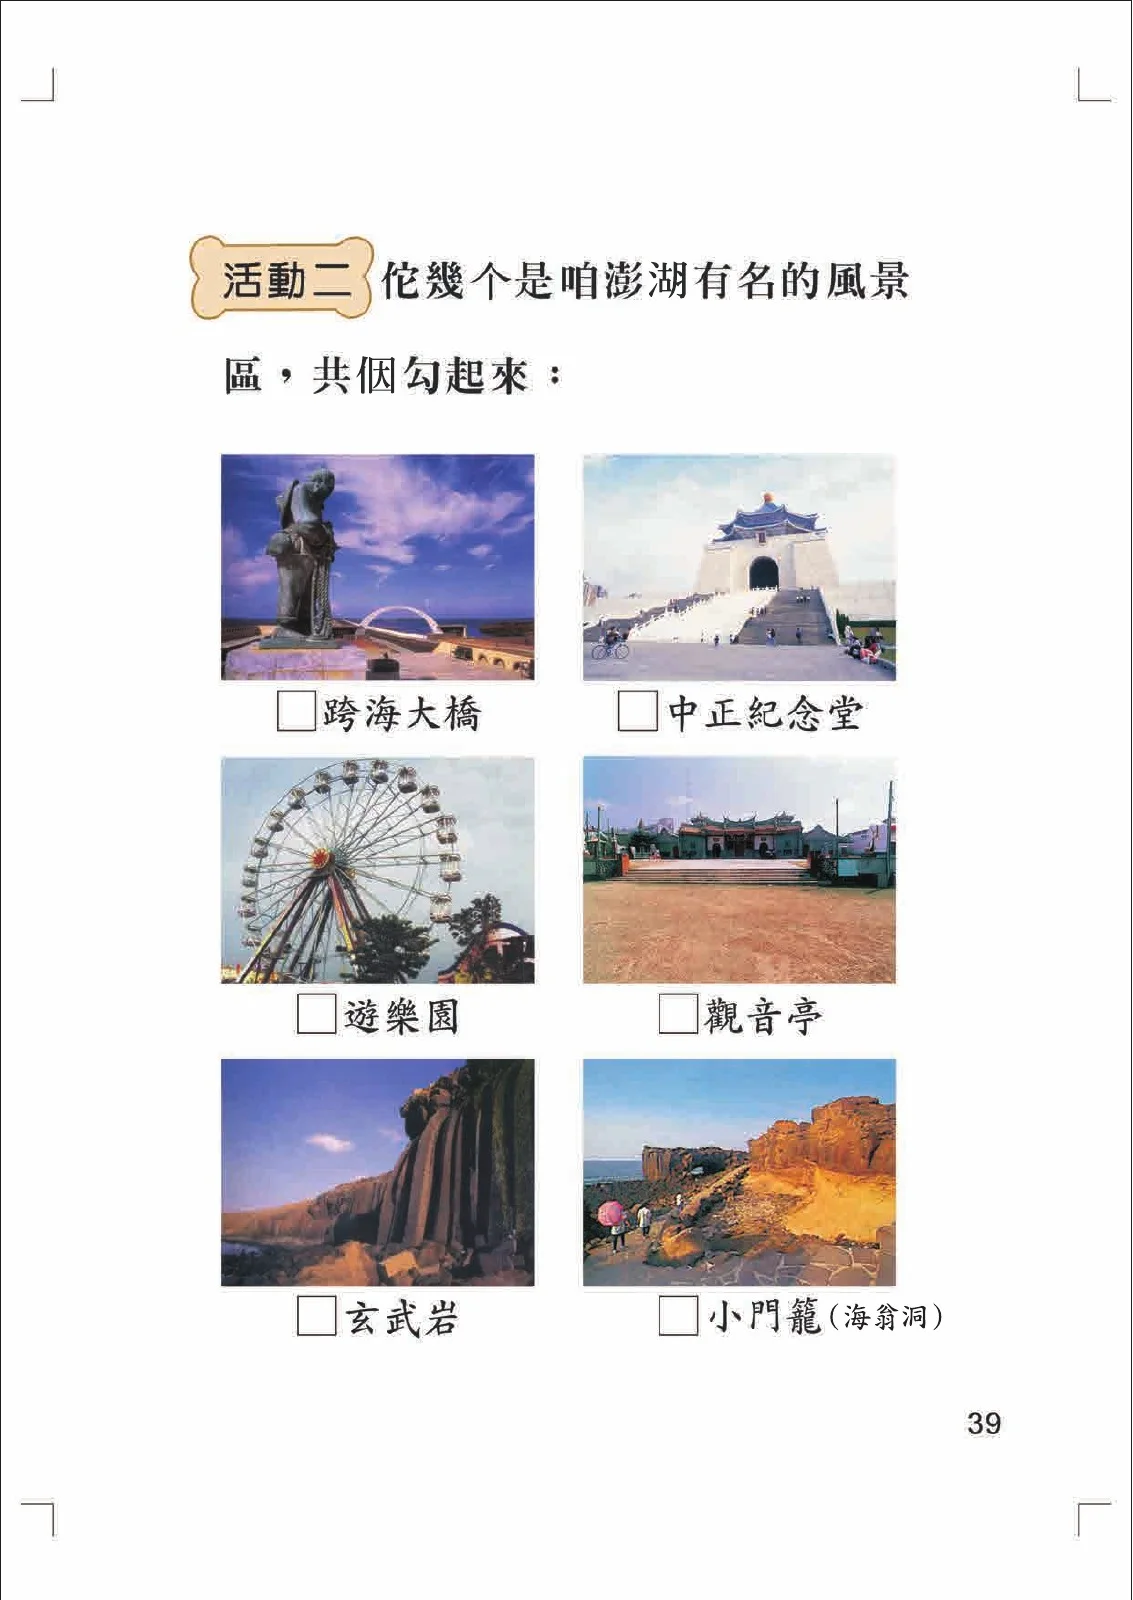 活動二 佗幾个是咱澎湖有名的風景
區，共㑑勾起來：
跨海大橋
中正紀念堂
遊樂園
觀音亭
玄武岩
小門籠(海翁洞)
39